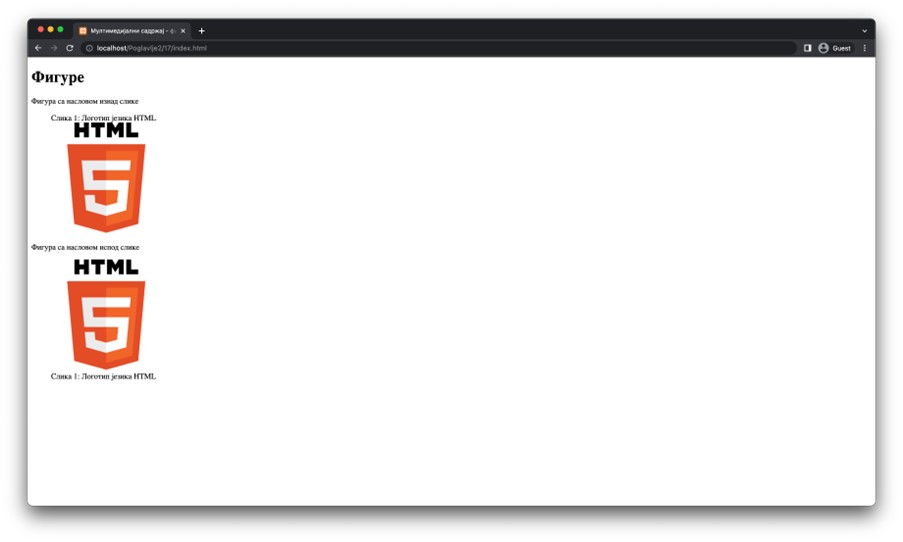 Мултимедијални садржај - ф
localhost/Poglavlje2/17/index.html
Guest
Фигуре
Фигура са насловом изнад слике
Слика 1: Логотип језика HTML
HTML
5
Фигура са насловом испод слике
HTML
5
Слика 1: Логотип језика HTML